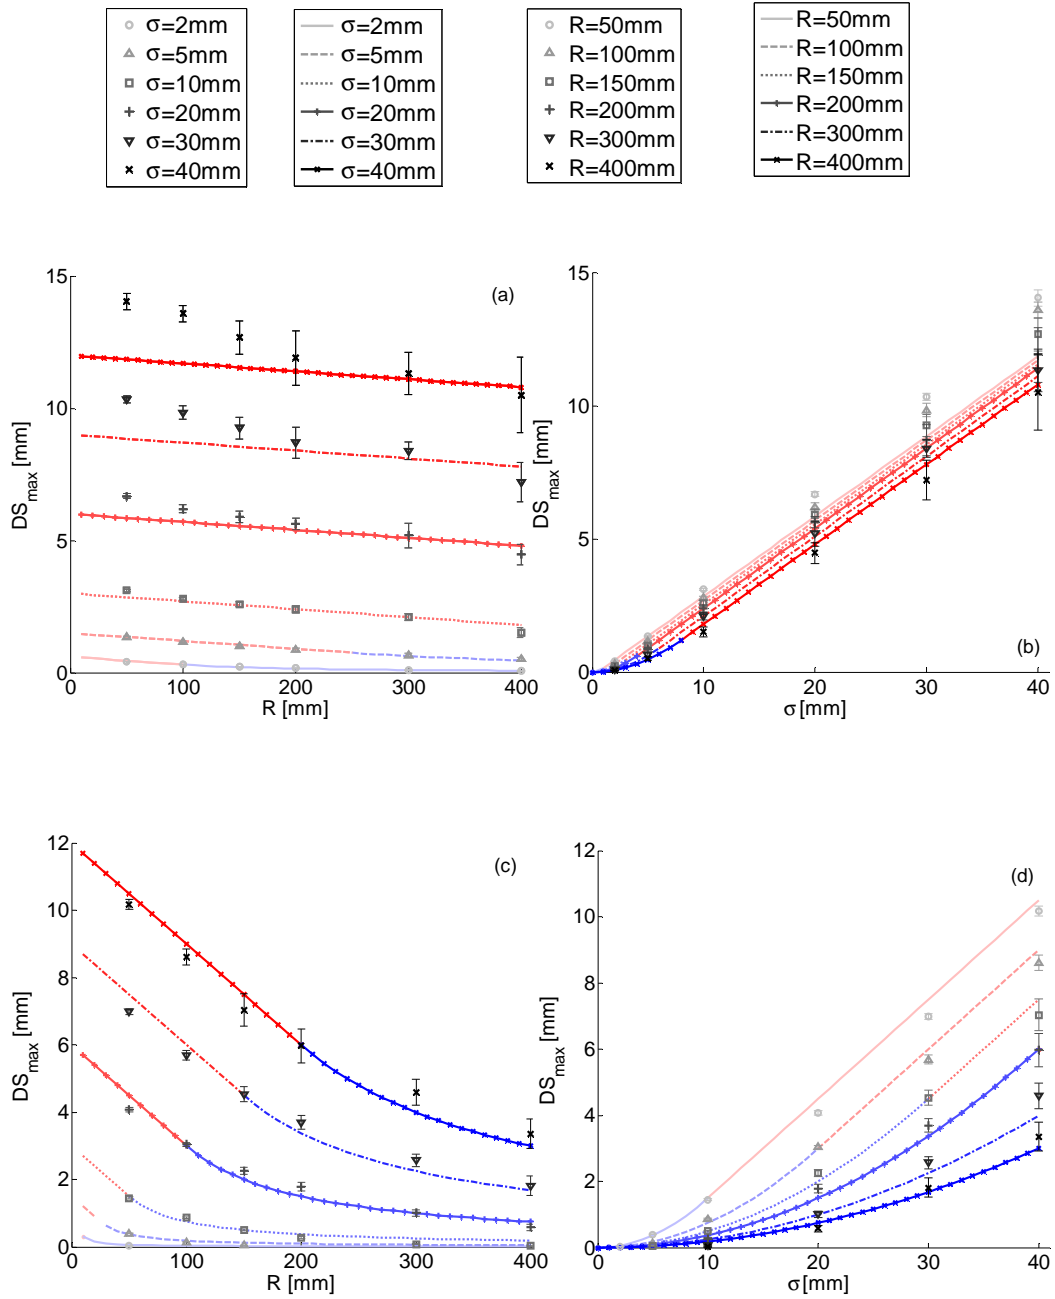 σ=2mm
σ=5mm
σ=10mm
σ=20mm
σ=30mm
σ=40mm
σ=2mm
σ=5mm
σ=10mm
σ=20mm
σ=30mm
σ=40mm
R=50mm
R=100mm
R=150mm
R=200mm
R=300mm
R=400mm
R=50mm
R=100mm
R=150mm
R=200mm
R=300mm
R=400mm
(a)
15
10
5
0
DSmax [mm]
0 100 200 300 400
R [mm]
(b)
15
10
5
0
DSmax [mm]
0 10 20 30 40
σ [mm]
(c)
12
10
8
6
4
2
0
DSmax [mm]
0 50 100 150 200 250 300 350 400
R [mm]
(d)
12
10
8
6
4
2
0
DSmax [mm]
0 10 20 30 40
σ [mm]